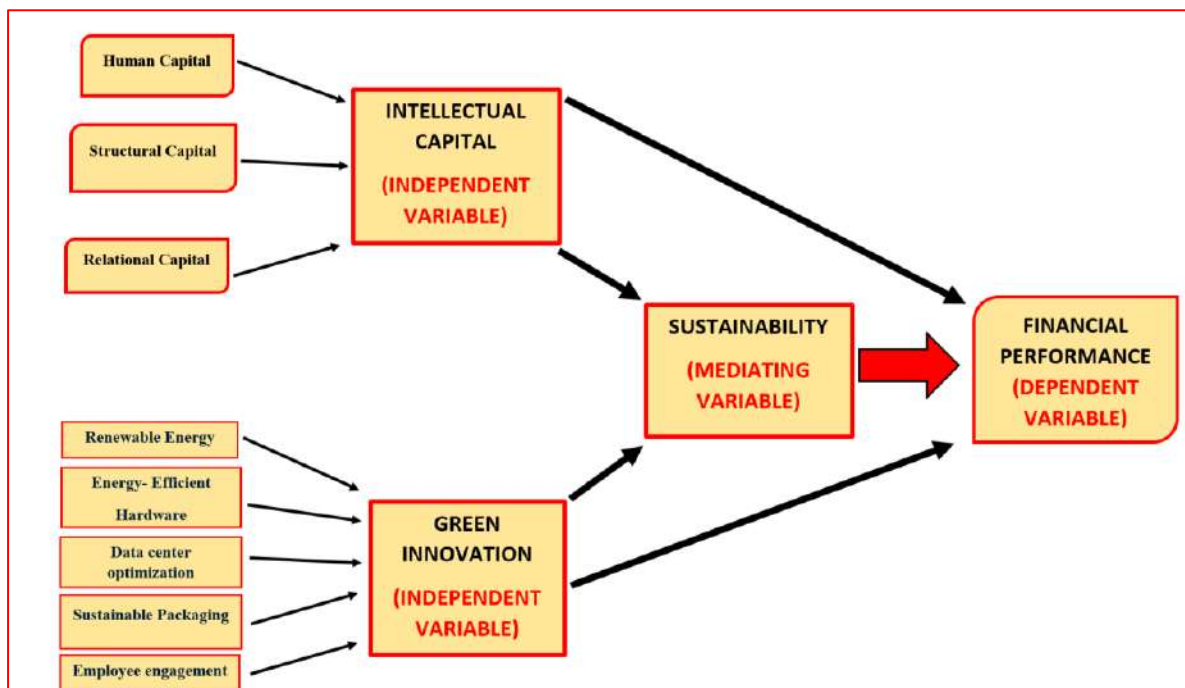 Human Capital
Structural Capital
Relational Capital
INTELLECTUAL
CAPITAL
(INDEPENDENT
VARIABLE)
SUSTAINABILITY
(MEDIATING
VARIABLE)
FINANCIAL
PERFORMANCE
(DEPENDENT
VARIABLE)
Renewable Energy
Energy- Efficient
Hardware
Data center
optimization
Sustainable Packaging
Employee engagement
GREEN
INNOVATION
(INDEPENDENT
VARIABLE)